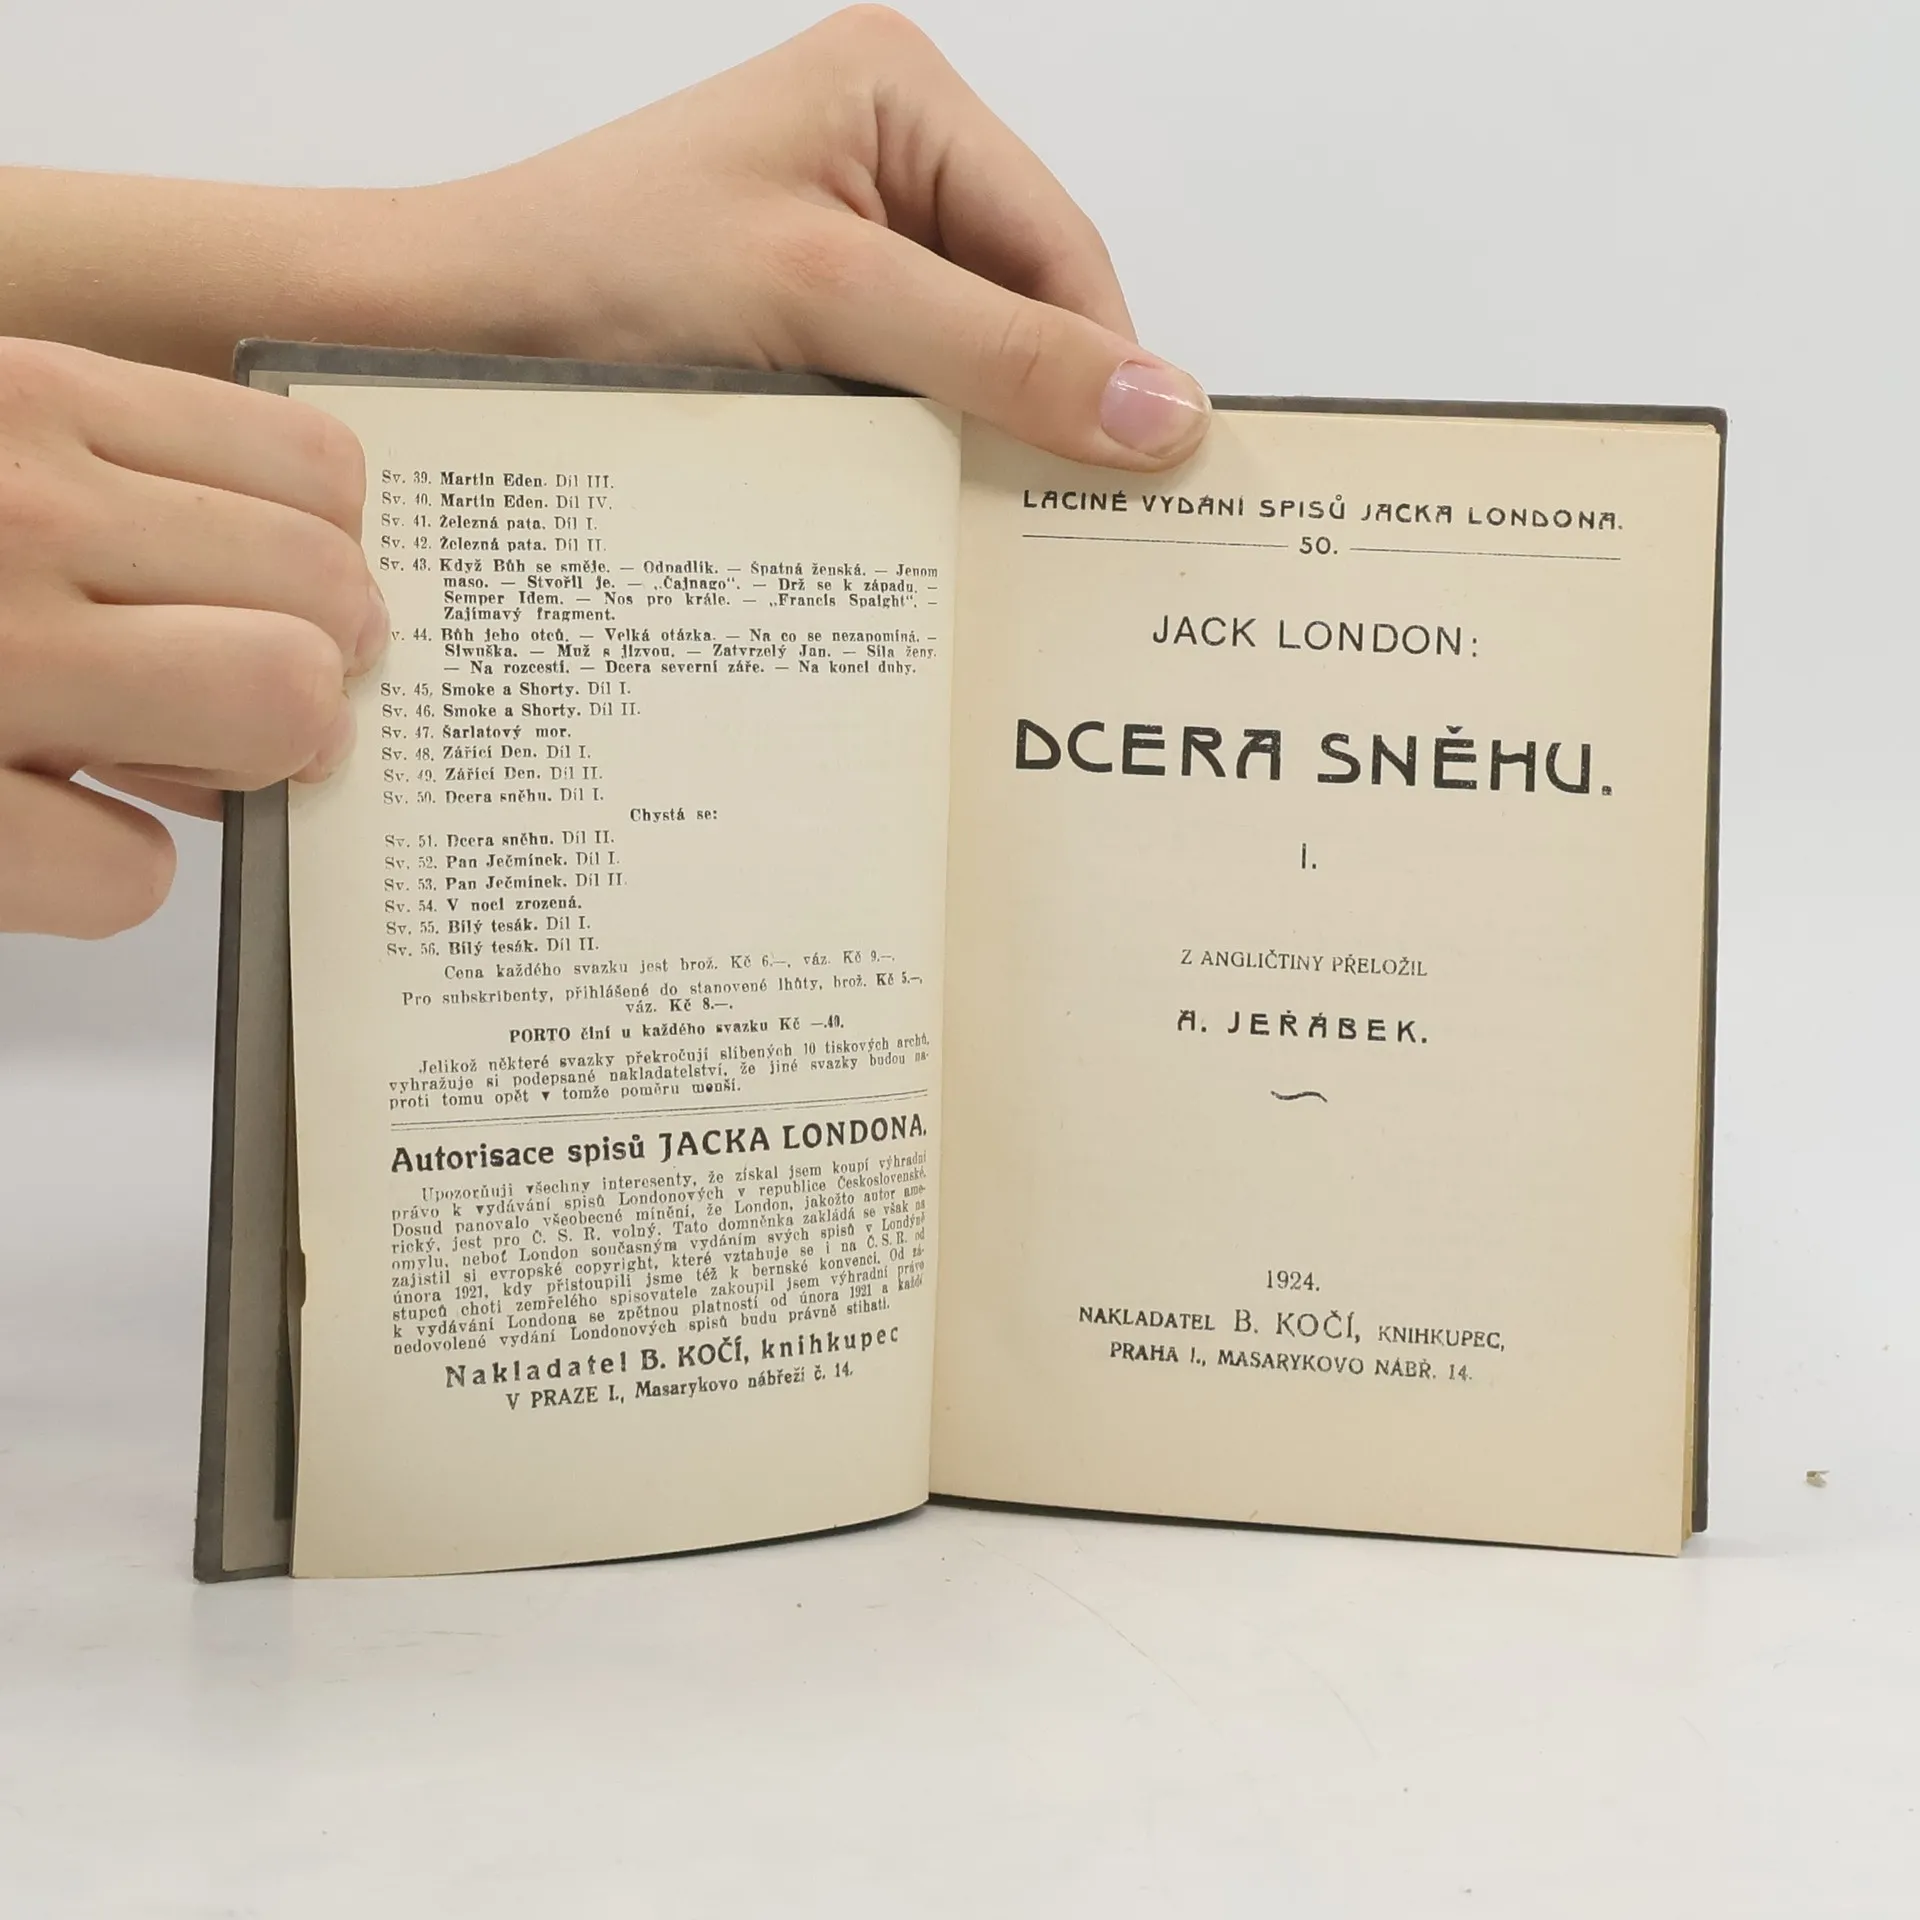 Sv. 39. Martin Eden. Díl III.
Sv. 40. Martin Eden. Díl IV.
Sv. 41. Železná pata. Díl I.
Sv. 42. Železná pata. Díl II.
Sv. 43. Když Bůh se směje. — Odpadlík. — Špatná ženská. — Jenom
maso. — Stvořil je. — „Čajnago“. — Drž se k západu. —
Semper Idem. — Nos pro krále. — „Francis Spaight“. —
Zajímavý fragment.
v. 44. Bůh jeho otců. — Velká otázka. — Na co se nezapomíná. —
Siwuška. — Muž s jizvou. — Zatvrzelý Jan. — Síla ženy.
— Na rozcestí. — Dcera severní záře. — Na konci duhy.
Sv. 45. Smoke a Shorty. Díl I.
Sv. 46. Smoke a Shorty. Díl II.
Sv. 47. Šarlatový mor.
Sv. 48. Zářící Den. Díl I.
Sv. 49. Zářící Den. Díl II.
Sv. 50. Dcera sněhu. Díl I.
Chystá se:
Sv. 51. Dcera sněhu. Díl II.
Sv. 52. Pan Ječmínek. Díl I.
Sv. 53. Pan Ječmínek. Díl II.
Sv. 54. V noci zrozená.
Sv. 55. Bílý tesák. Díl I.
Sv. 56. Bílý tesák. Díl II.
Cena každého svazku jest brož. Kč 6.—, váz. Kč 9.—.
Pro subskribenty, přihlášené do stanovené lhůty, brož. Kč 5.—,
váz. Kč 8.—.
PORTO činí u každého svazku Kč —.40.
Jelikož některé svazky překročují slíbených 10 tiskových archů,
vyhražuje si podepsané nakladatelství, že jiné svazky budou na-
proti tomu opět v tomže poměru menší.
Autorisace spisů JACKA LONDONA.
Upozorňuji všechny interesenty, že získal jsem koupí výhradní
právo k vydávání spisů Londonových v republice Československé.
Dosud panovalo všeobecné mínění, že London, jakožto autor ame-
rický, jest pro Č. S. R. volný. Tato domněnka zakládá se však na
omylu, neboť London současným vydáním svých spisů v Londýně
zajistil si evropské copyright, které vztahuje se i na Č. S. R. od
února 1921, kdy přistoupili jsme též k bernské konvenci. Od zá-
stupců choti zemřelého spisovatele zakoupil jsem výhradní právo
k vydávání Londona se zpětnou platností od února 1921 a každé
nedovolené vydání Londonových spisů budu právně stíhati.
Nakladatel B. KOČÍ, knihkupec
V PRAZE I., Masarykovo nábřeží č. 14.
LACINÉ VYDÁNÍ SPISŮ JACKA LONDONA.
50.
JACK LONDON:
DCERA SNĚHU.
I.
Z ANGLIČTINY PŘELOŽIL
A. JEŘÁBEK.
1924.
NAKLADATEL B. KOČÍ, KNIHKUPEC,
PRAHA I., MASARYKOVO NÁBŘ. 14.